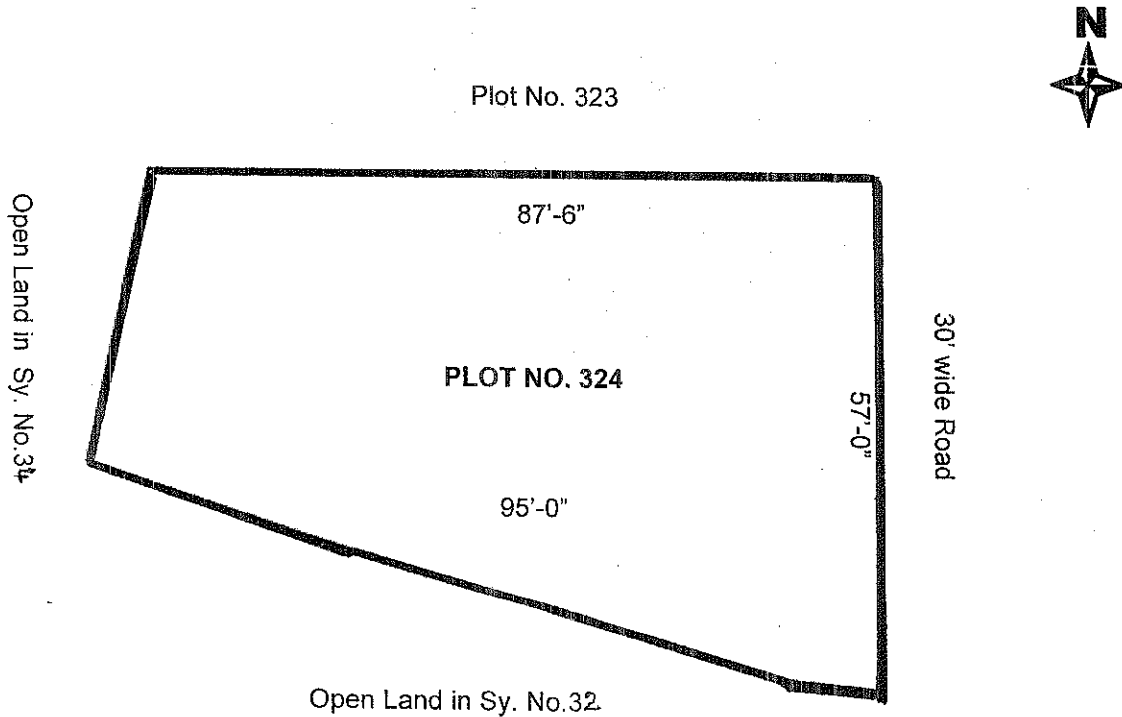 N
Plot No. 323
87'-6"
Open Land in Sy. No.34
PLOT NO. 324
57'-0"
30' wide Road
95'-0"
Open Land in Sy. No.32